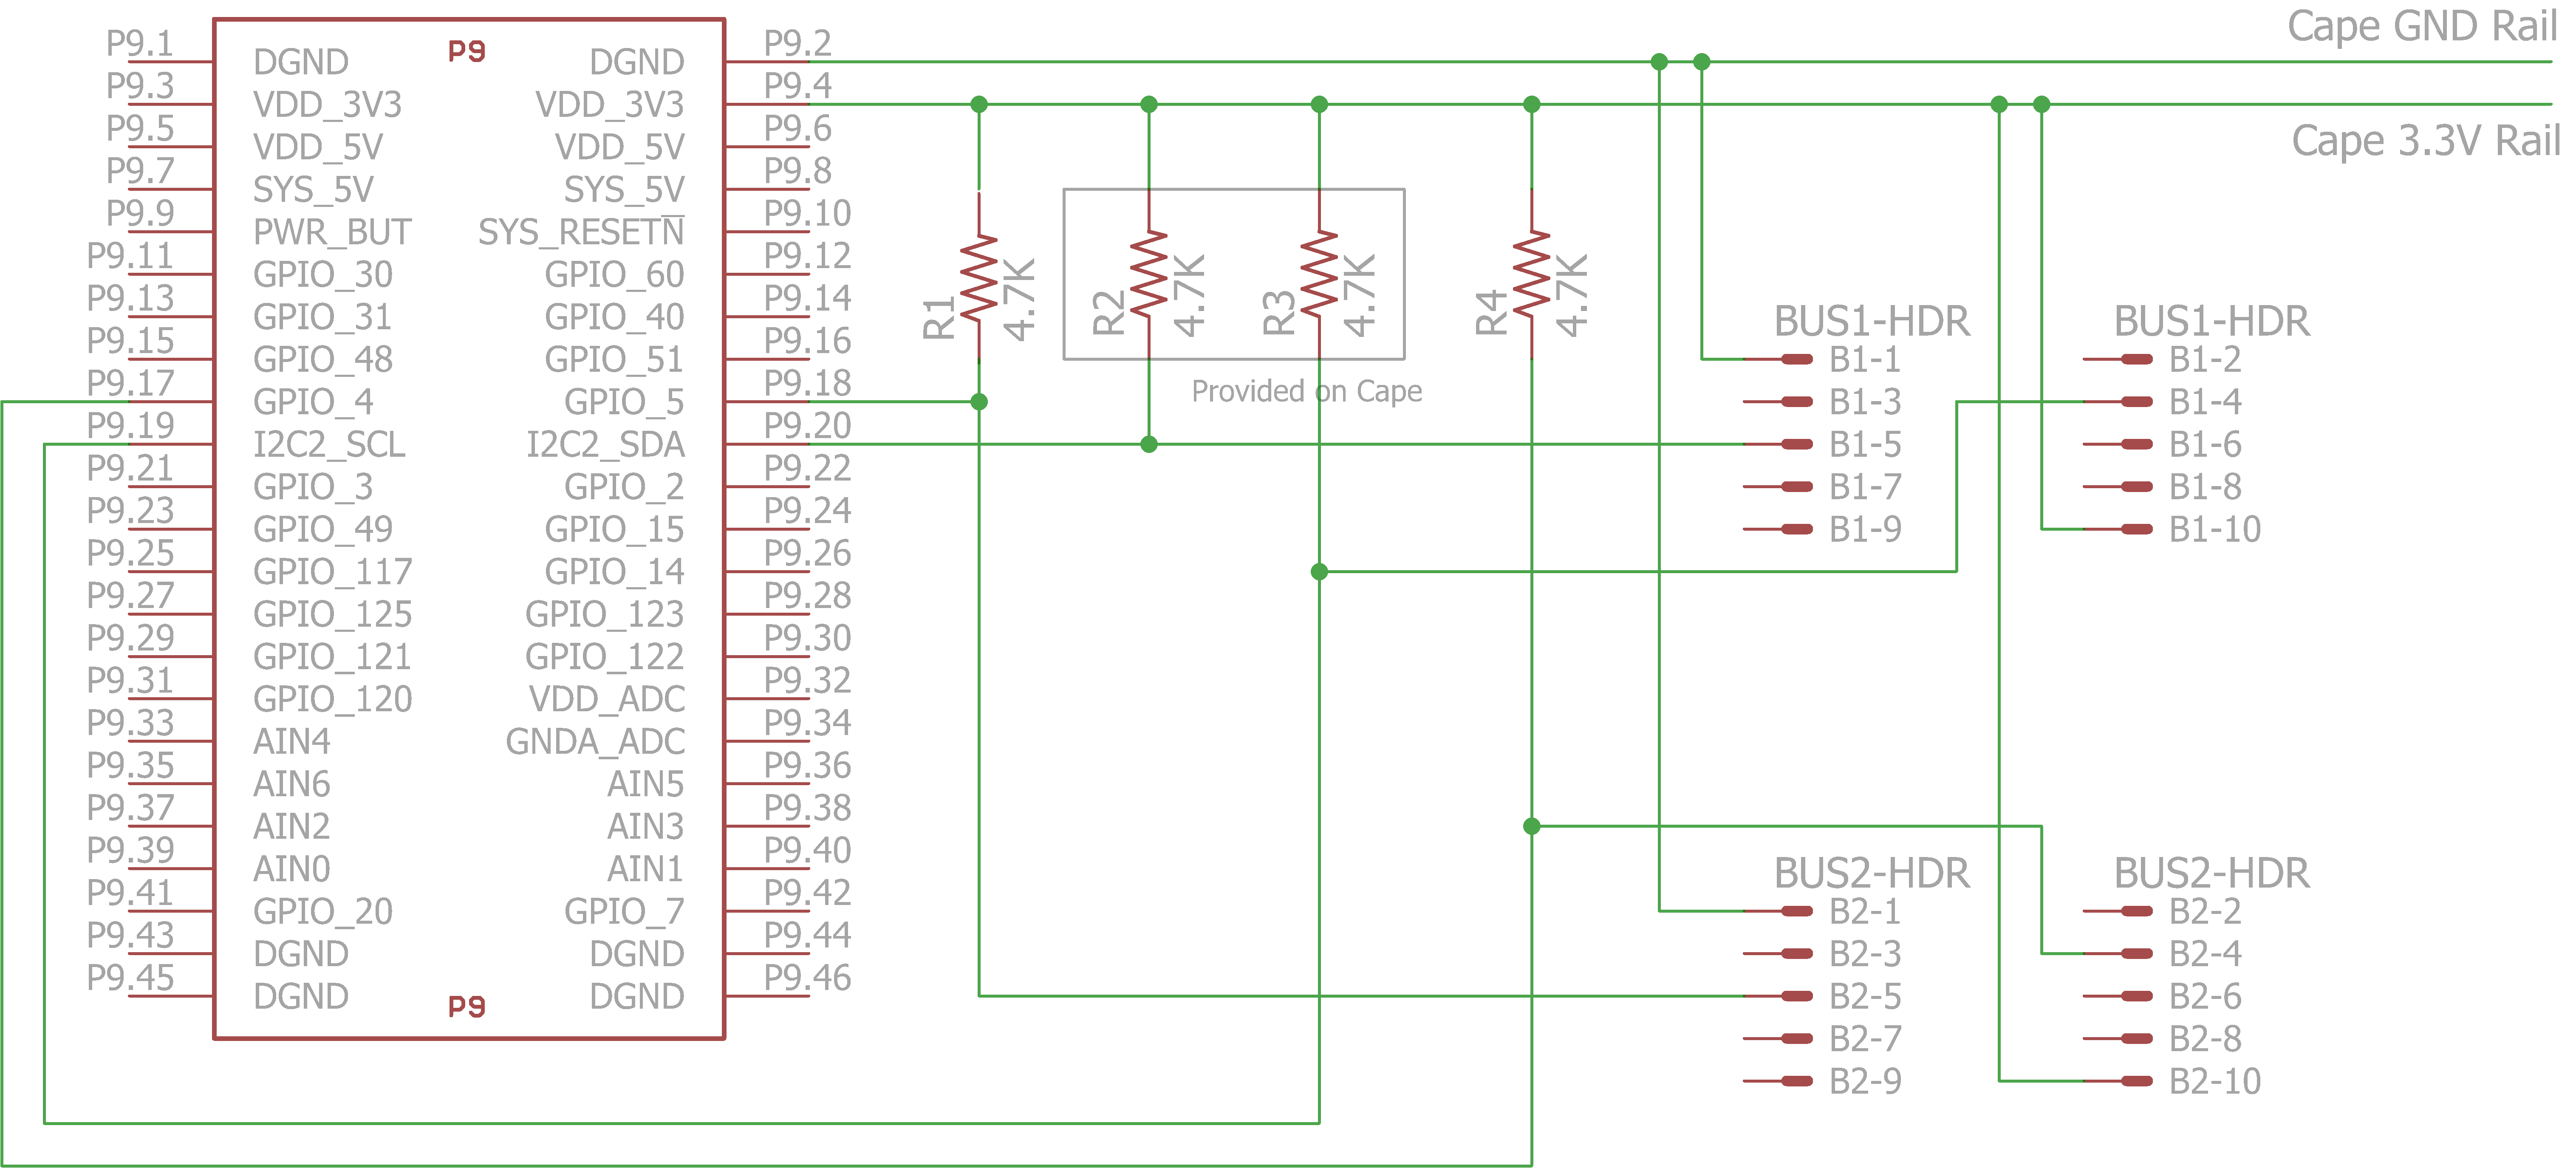 Cape GND Rail
Cape 3.3V Rail
P9
P9.1 DGND DGND P9.2
P9.3 VDD_3V3 VDD_3V3 P9.4
P9.5 VDD_5V VDD_5V P9.6
P9.7 SYS_5V SYS_5V P9.8
P9.9 PWR_BUT SYS_RESETN̅ P9.10
P9.11 GPIO_30 GPIO_60 P9.12
P9.13 GPIO_31 GPIO_40 P9.14
P9.15 GPIO_48 GPIO_51 P9.16
P9.17 GPIO_4 GPIO_5 P9.18
P9.19 I2C2_SCL I2C2_SDA P9.20
P9.21 GPIO_3 GPIO_2 P9.22
P9.23 GPIO_49 GPIO_15 P9.24
P9.25 GPIO_117 GPIO_14 P9.26
P9.27 GPIO_125 GPIO_123 P9.28
P9.29 GPIO_121 GPIO_122 P9.30
P9.31 GPIO_120 VDD_ADC P9.32
P9.33 AIN4 GNDA_ADC P9.34
P9.35 AIN6 AIN5 P9.36
P9.37 AIN2 AIN3 P9.38
P9.39 AIN0 AIN1 P9.40
P9.41 GPIO_20 GPIO_7 P9.42
P9.43 DGND DGND P9.44
P9.45 DGND DGND P9.46
P9
R1 4.7K
R2 4.7K
R3 4.7K
R4 4.7K
Provided on Cape
BUS1-HDR BUS1-HDR
B1-1 B1-2
B1-3 B1-4
B1-5 B1-6
B1-7 B1-8
B1-9 B1-10
BUS2-HDR BUS2-HDR
B2-1 B2-2
B2-3 B2-4
B2-5 B2-6
B2-7 B2-8
B2-9 B2-10